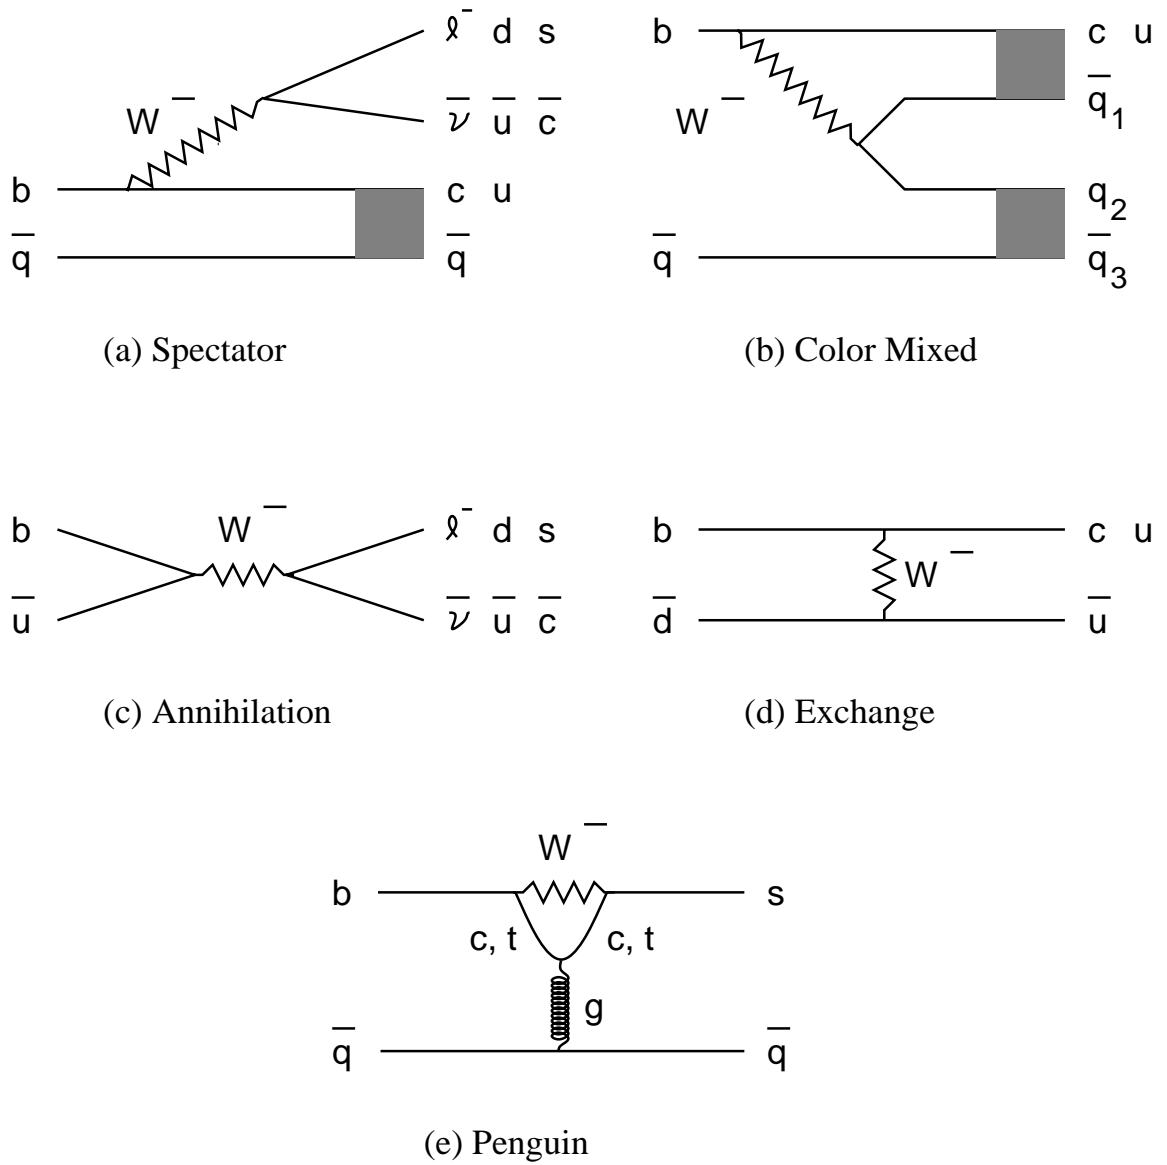 ℓ⁻ d s
W⁻ ν̅ u̅ c̅
b c u
q̅ q̅
(a) Spectator
b c u
W⁻ q̅₁
q₂
q̅ q̅₃
(b) Color Mixed
b W⁻ ℓ⁻ d s
u̅ ν̅ u̅ c̅
(c) Annihilation
b c u
W⁻
d̅ u̅
(d) Exchange
W⁻
b s
c, t c, t
g
q̅ q̅
(e) Penguin